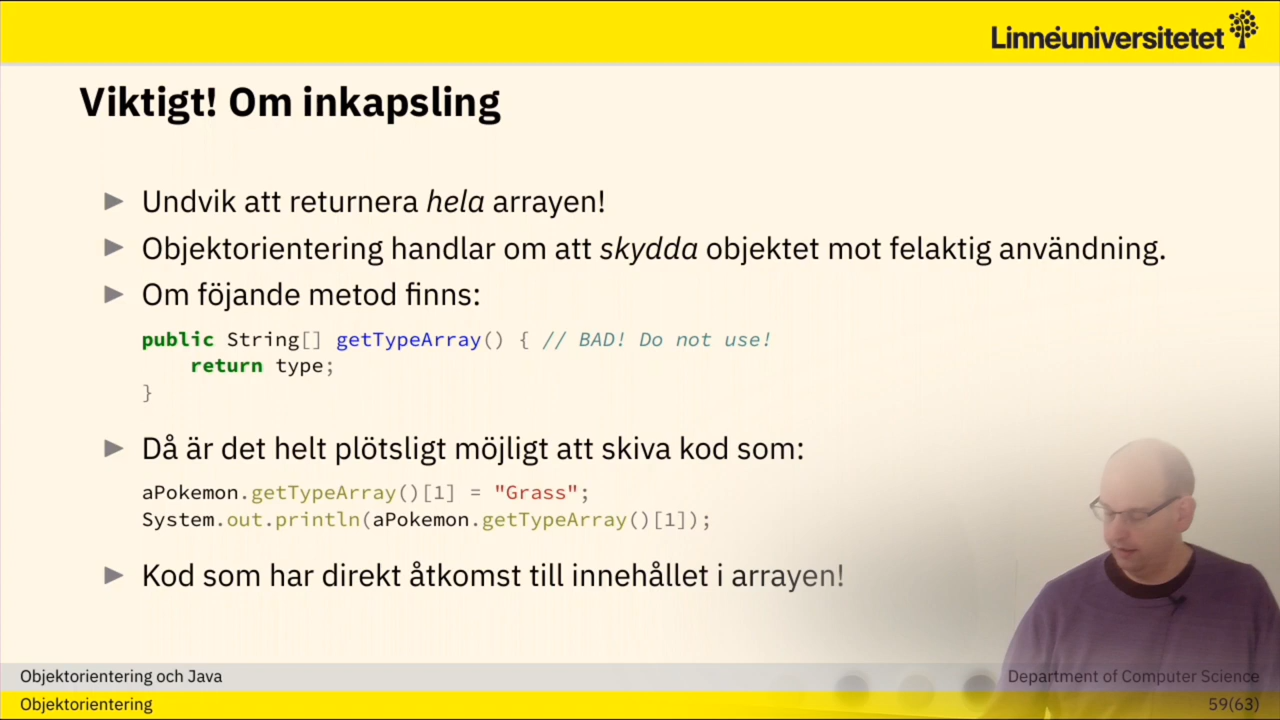 Linnéuniversitetet
Viktigt! Om inkapsling
Undvik att returnera hela arrayen!
Objektorientering handlar om att skydda objektet mot felaktig användning.
Om föjande metod finns:
public String[] getTypeArray() { // BAD! Do not use!
return type;
}
Då är det helt plötsligt möjligt att skiva kod som:
aPokemon.getTypeArray()[1] = "Grass";
System.out.println(aPokemon.getTypeArray()[1]);
Kod som har direkt åtkomst till innehållet i arrayen!
Objektorientering och Java
Department of Computer Science
Objektorientering
59(63)